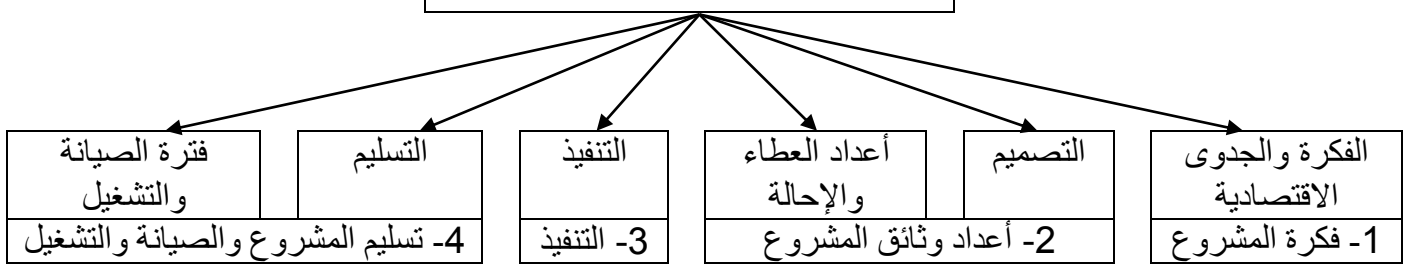 الفكرة والجدوى
الاقتصادية
التصميم
أعداد العطاء
والإحالة
التنفيذ
التسليم
فترة الصيانة
والتشغيل
1- فكرة المشروع
2- أعداد وثائق المشروع
3- التنفيذ
4- تسليم المشروع والصيانة والتشغيل